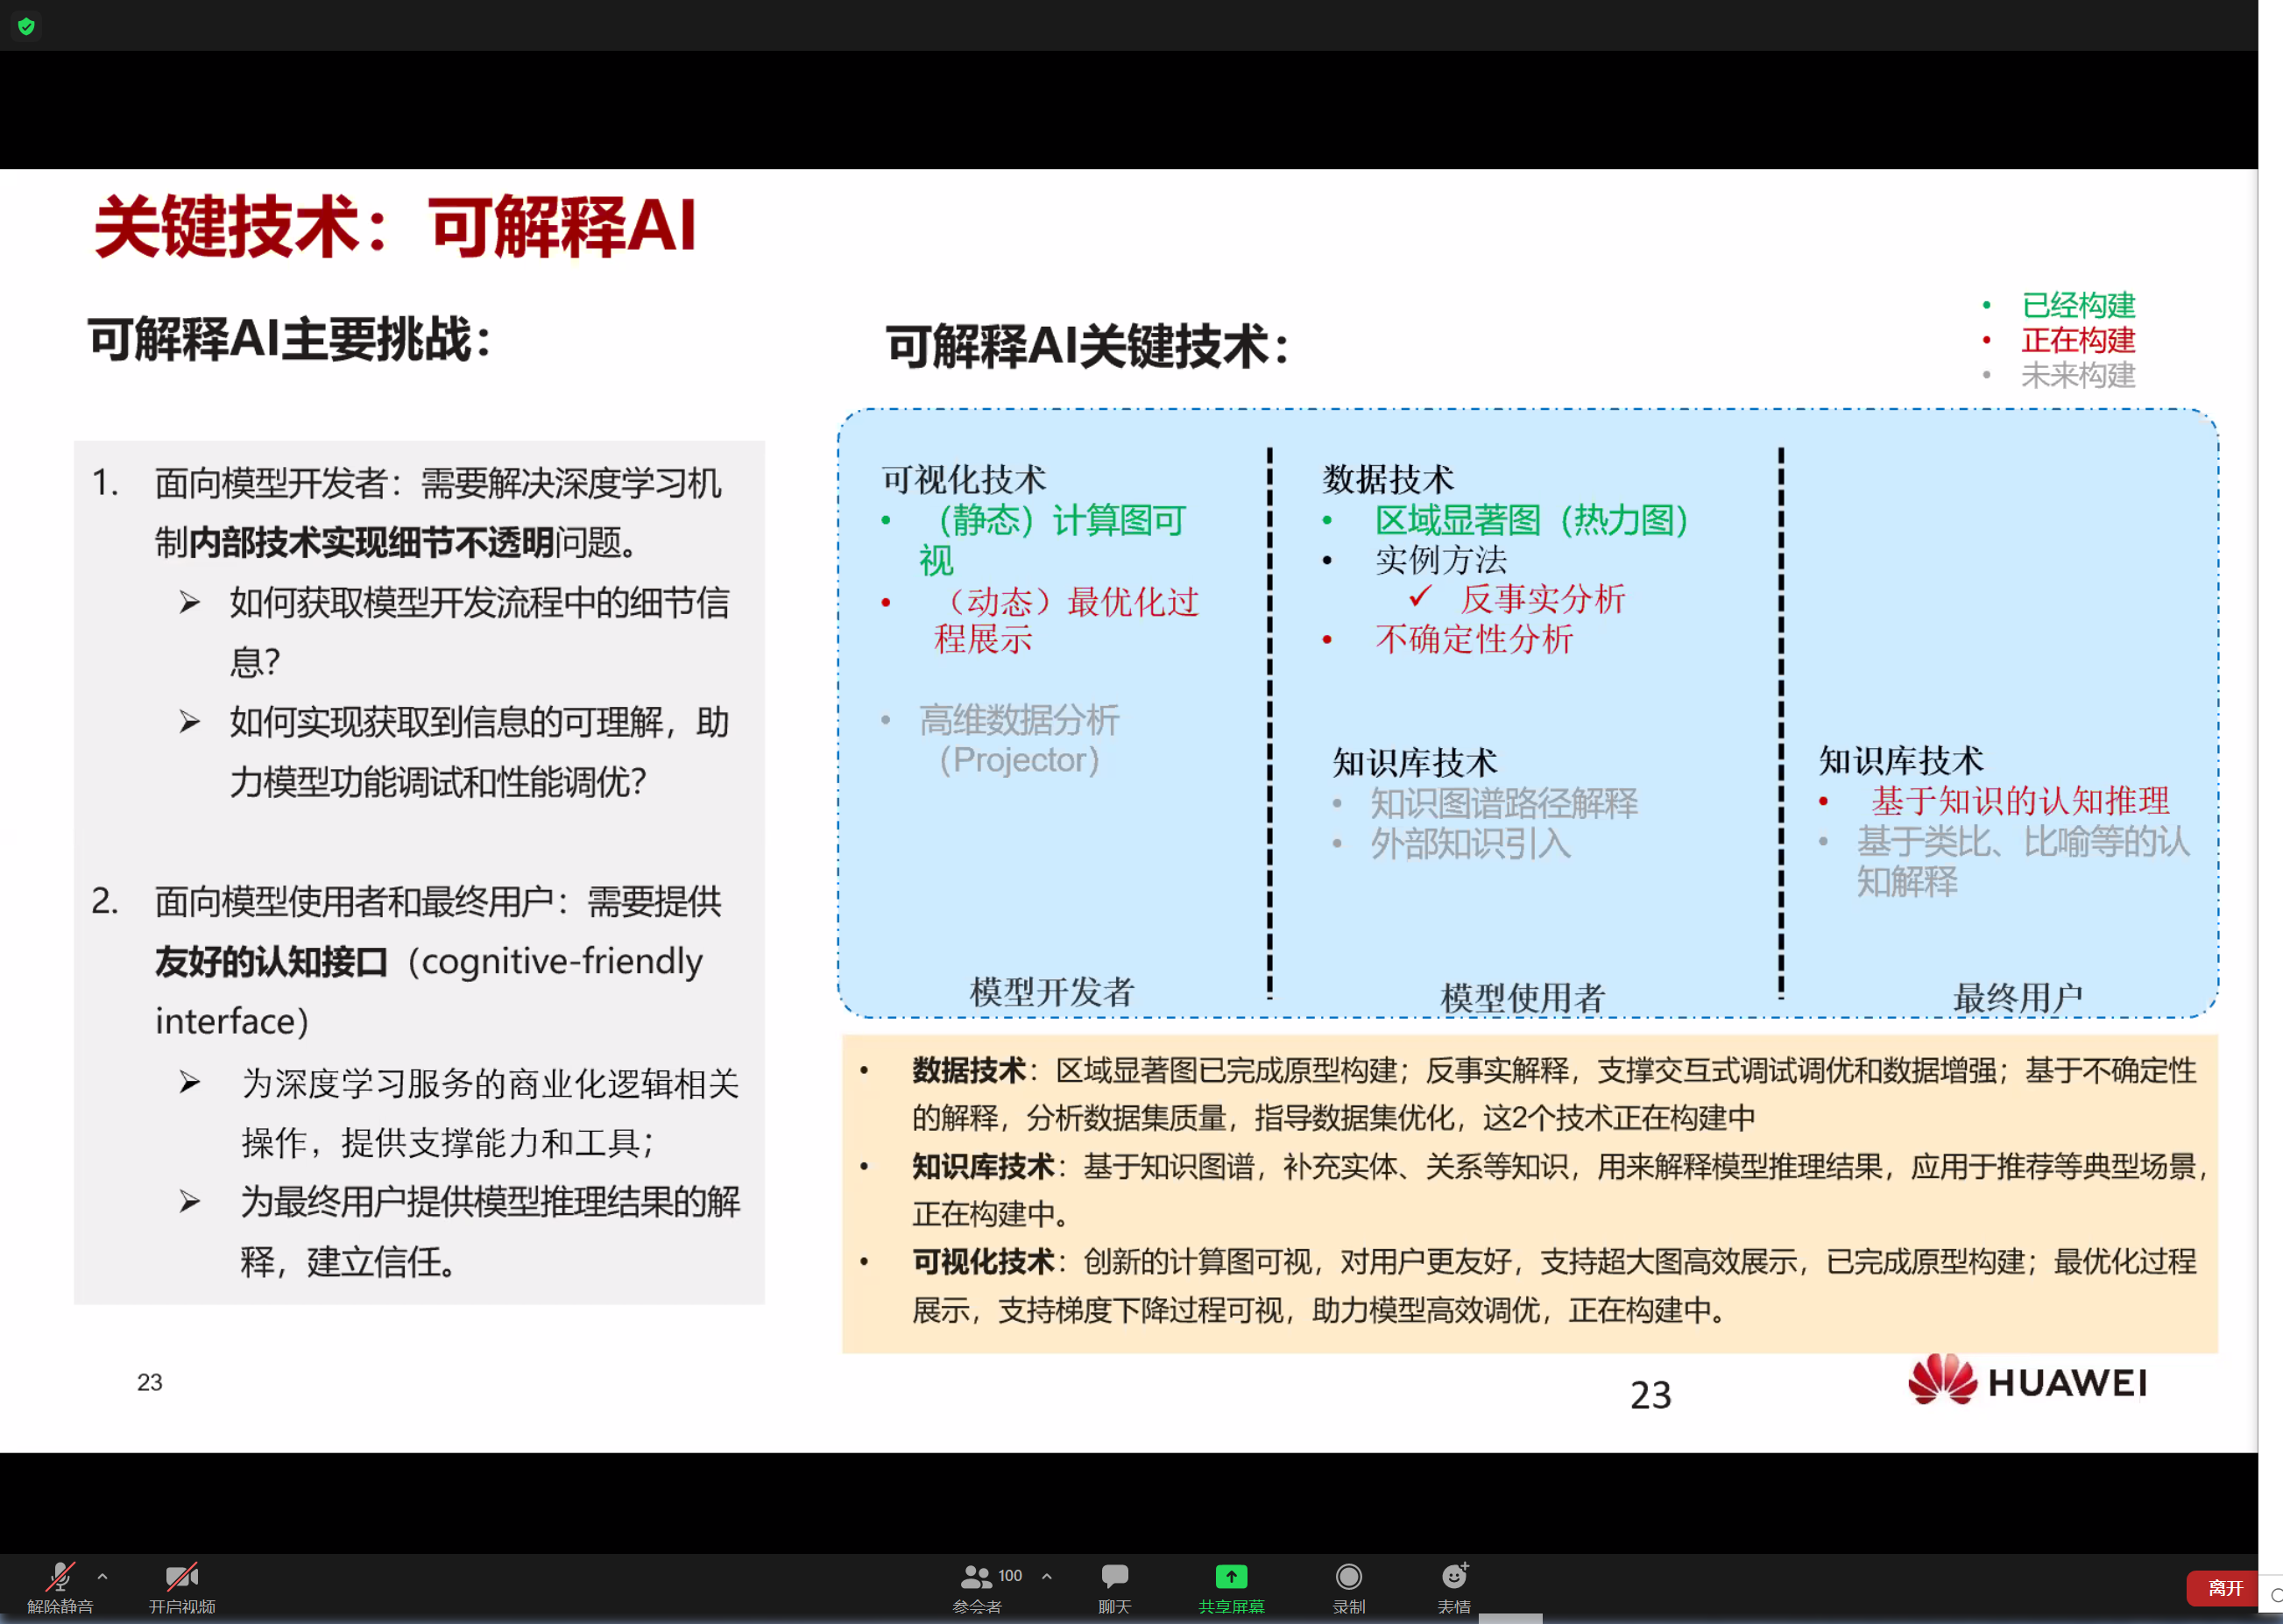 关键技术：可解释AI
可解释AI主要挑战：
1. 面向模型开发者：需要解决深度学习机
制内部技术实现细节不透明问题。
➢ 如何获取模型开发流程中的细节信
息？
➢ 如何实现获取到信息的可理解，助
力模型功能调试和性能调优？
2. 面向模型使用者和最终用户：需要提供
友好的认知接口（cognitive-friendly
interface）
➢ 为深度学习服务的商业化逻辑相关
操作，提供支撑能力和工具；
➢ 为最终用户提供模型推理结果的解
释，建立信任。
23
可解释AI关键技术：
• 已经构建
• 正在构建
• 未来构建
可视化技术
• （静态）计算图可
视
• （动态）最优化过
程展示
• 高维数据分析
（Projector）
模型开发者
数据技术
• 区域显著图（热力图）
• 实例方法
✓ 反事实分析
• 不确定性分析
知识库技术
• 知识图谱路径解释
• 外部知识引入
模型使用者
知识库技术
• 基于知识的认知推理
• 基于类比、比喻等的认
知解释
最终用户
• 数据技术：区域显著图已完成原型构建；反事实解释，支撑交互式调试调优和数据增强；基于不确定性
的解释，分析数据集质量，指导数据集优化，这2个技术正在构建中
• 知识库技术：基于知识图谱，补充实体、关系等知识，用来解释模型推理结果，应用于推荐等典型场景，
正在构建中。
• 可视化技术：创新的计算图可视，对用户更友好，支持超大图高效展示，已完成原型构建；最优化过程
展示，支持梯度下降过程可视，助力模型高效调优，正在构建中。
23
HUAWEI
解除静音
开启视频
100
参会者
聊天
共享屏幕
录制
表情
离开